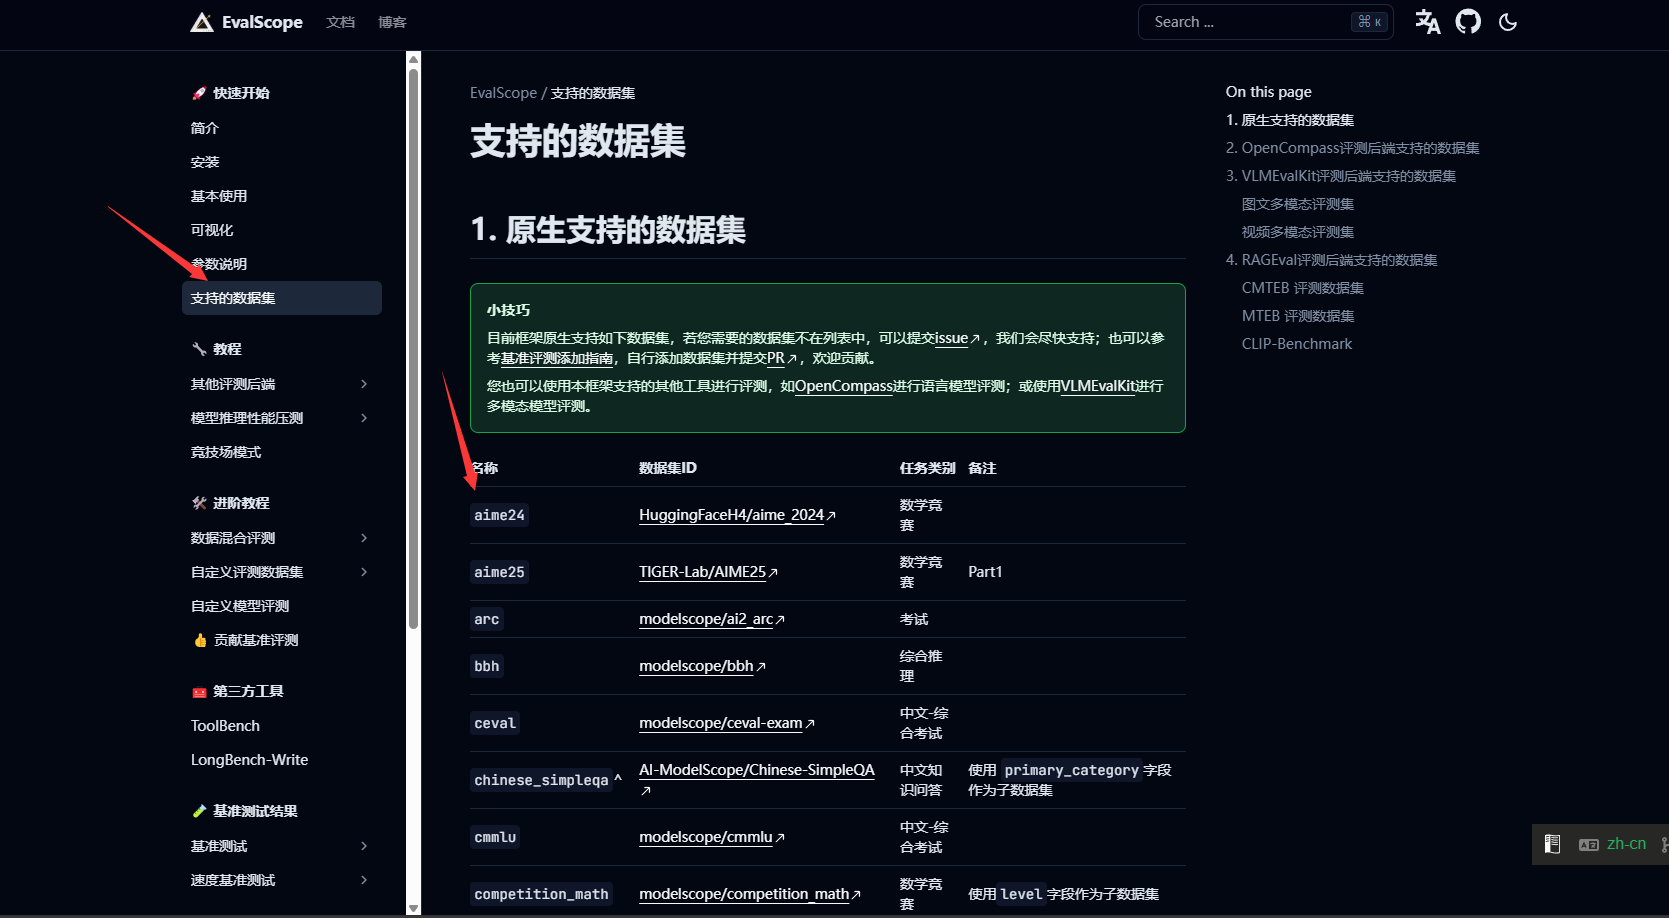 EvalScope 文档 博客
Search ... ⌘ K
快速开始
简介
安装
基本使用
可视化
参数说明
支持的数据集
教程
其他评测后端
模型推理性能压测
竞技场模式
进阶教程
数据混合评测
自定义评测数据集
自定义模型评测
👍 贡献基准评测
第三方工具
ToolBench
LongBench-Write
基准测试结果
基准测试
速度基准测试
EvalScope / 支持的数据集
支持的数据集
1. 原生支持的数据集
小技巧
目前框架原生支持如下数据集，若您需要的数据集不在列表中，可以提交issue↗，我们会尽快支持；也可以参
考基准评测添加指南，自行添加数据集并提交PR↗，欢迎贡献。
您也可以使用本框架支持的其他工具进行评测，如OpenCompass进行语言模型评测；或使用VLMEvalKit进行
多模态模型评测。
名称 数据集ID 任务类别 备注
aime24 HuggingFaceH4/aime_2024↗ 数学竞
赛
aime25 TIGER-Lab/AIME25↗ 数学竞
赛 Part1
arc modelscope/ai2_arc↗ 考试
bbh modelscope/bbh↗ 综合推
理
ceval modelscope/ceval-exam↗ 中文-综
合考试
chinese_simpleqa^ AI-ModelScope/Chinese-SimpleQA
↗ 中文知
识问答 使用 primary_category 字段
作为子数据集
cmmlu modelscope/cmmlu↗ 中文-综
合考试
competition_math modelscope/competition_math↗ 数学竞
赛 使用 level 字段作为子数据集
On this page
1. 原生支持的数据集
2. OpenCompass评测后端支持的数据集
3. VLMEvalKit评测后端支持的数据集
图文多模态评测集
视频多模态评测集
4. RAGEval评测后端支持的数据集
CMTEB 评测数据集
MTEB 评测数据集
CLIP-Benchmark
zh-cn